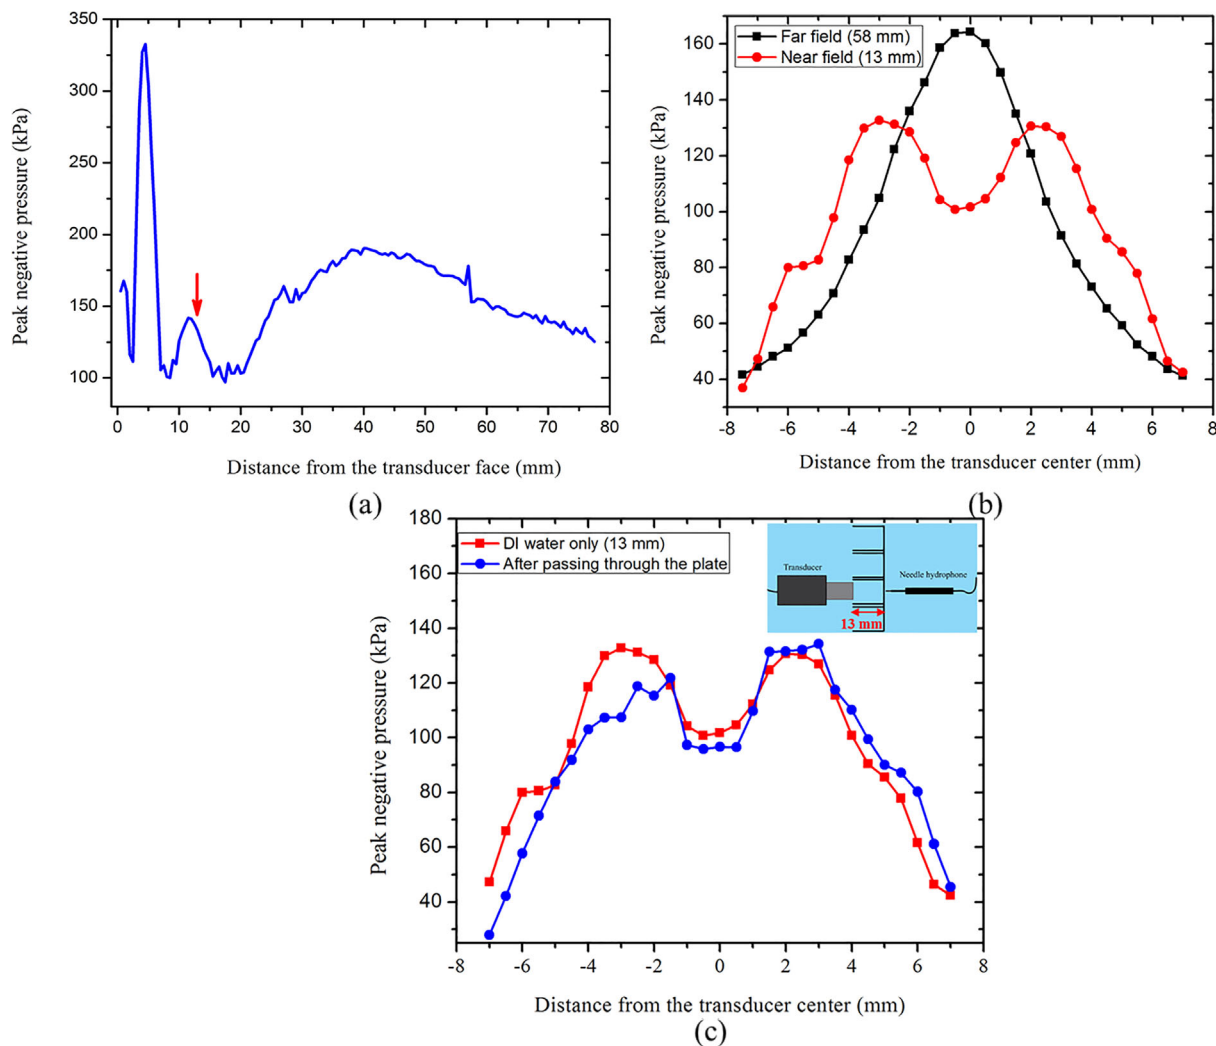 350
300
250
200
150
100
Peak negative pressure (kPa)
0 10 20 30 40 50 60 70 80
Distance from the transducer face (mm)
(a)
Far field (58 mm)
Near field (13 mm)
160
140
120
100
80
60
40
Peak negative pressure (kPa)
-8 -6 -4 -2 0 2 4 6 8
Distance from the transducer center (mm)
(b)
180
160
140
120
100
80
60
40
Peak negative pressure (kPa)
DI water only (13 mm)
After passing through the plate
Transducer
Needle hydrophone
13 mm
-8 -6 -4 -2 0 2 4 6 8
Distance from the transducer center (mm)
(c)